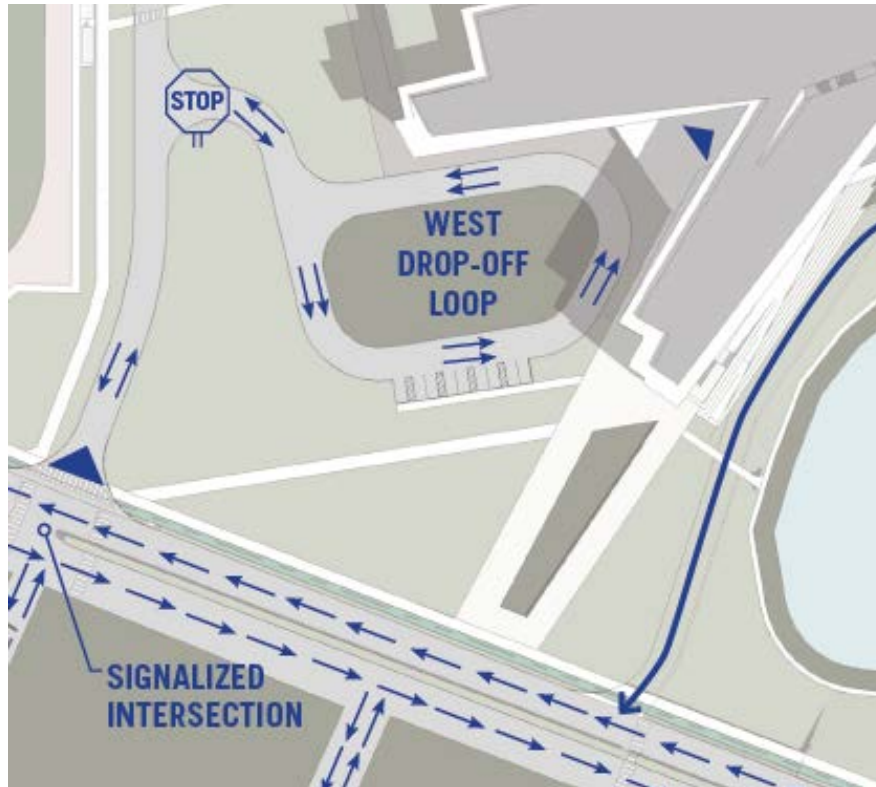 STOP
WEST
DROP-OFF
LOOP
SIGNALIZED
INTERSECTION